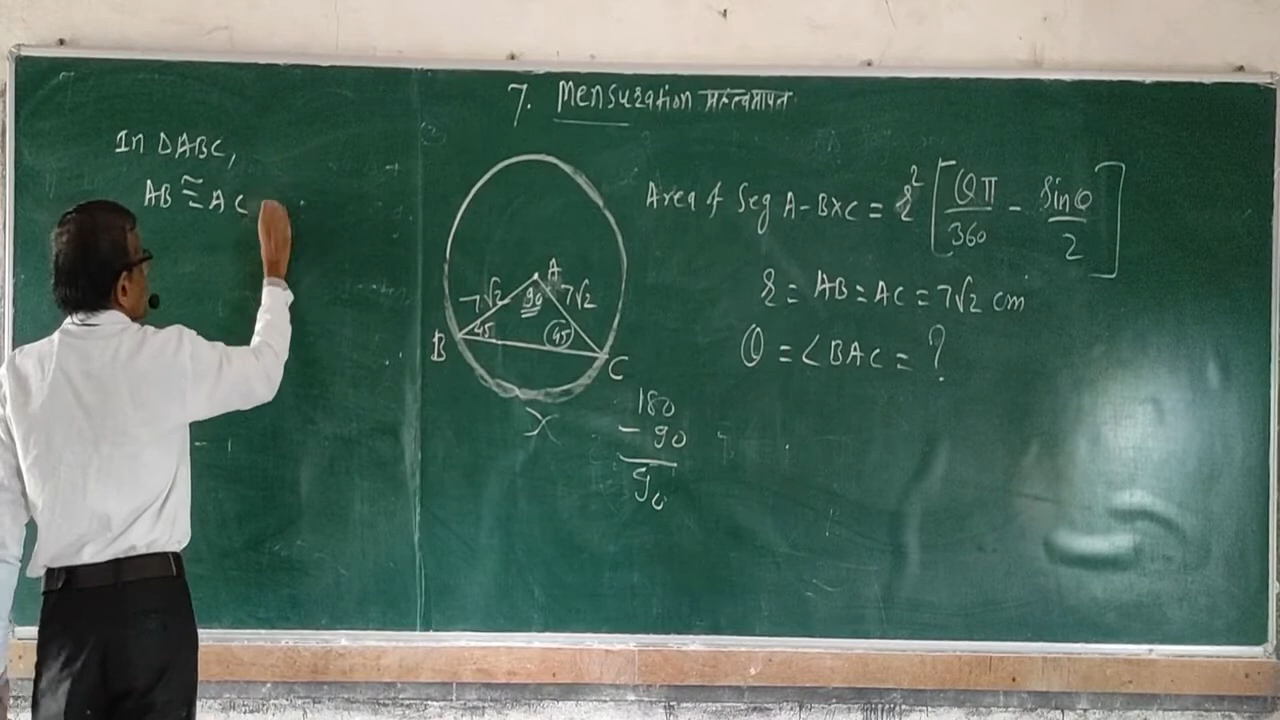 7. Mensuration महत्वमापन
In ΔABC,
AB ≅ AC
Area of Seg A-BXC = r² [ θπ/360 - Sinθ/2 ]
r = AB = AC = 7√2 cm
θ = ∠BAC = ?
A
7√2 90 7√2
B 45 45 C
X
180
- 90
90